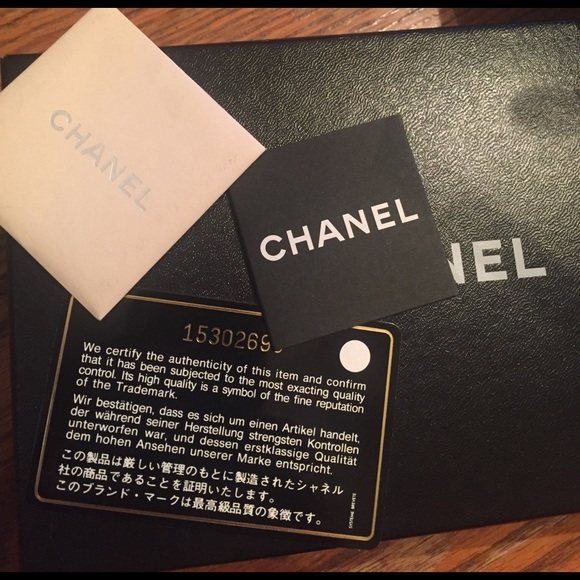 CHANEL
CHANEL
NEL
1530269
We certify the authenticity of this item and confirm
that it has been subjected to the most exacting quality
control. Its high quality is a symbol of the fine reputation
of the Trademark.
Wir bestätigen, dass es sich um einen Artikel handelt,
der während seiner Herstellung strengsten Kontrollen
unterworfen war, und dessen erstklassige Qualität
dem hohen Ansehen unserer Marke entspricht.
この製品は厳しい管理のもとに製造されたシャネル
社の商品であることを証明いたします。
このブランド・マークは最高級品質の象徴です。